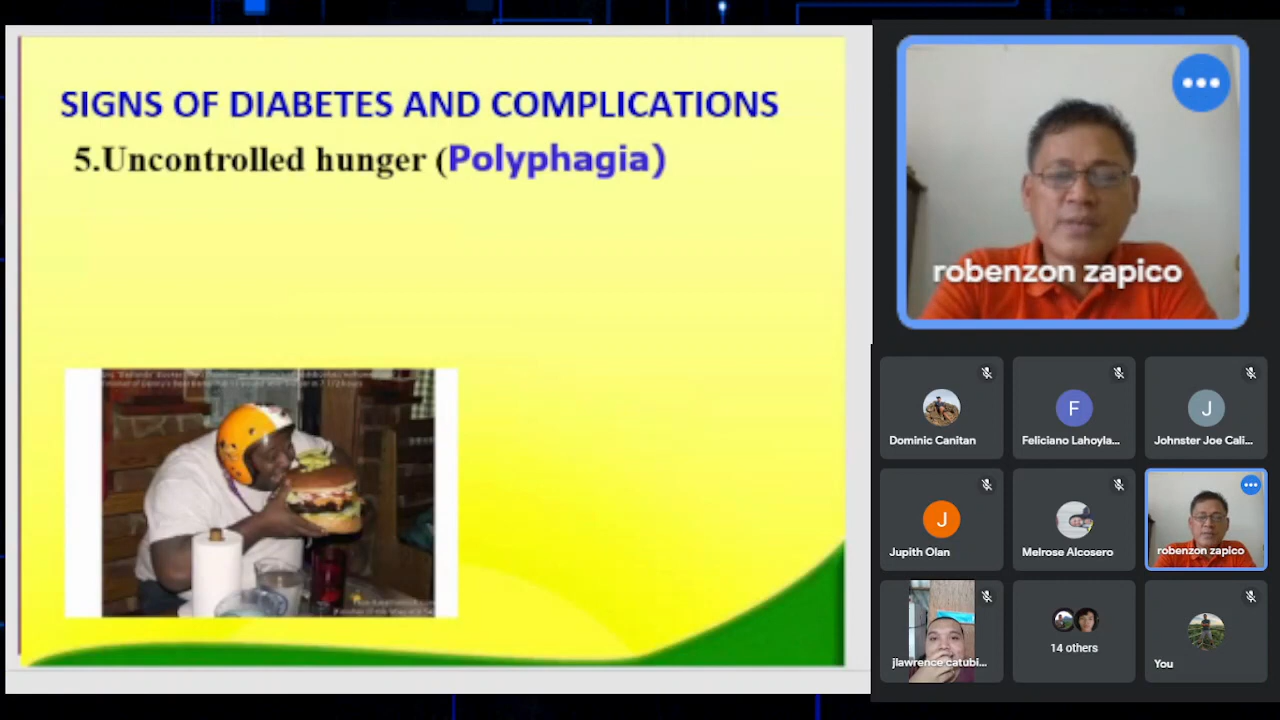 SIGNS OF DIABETES AND COMPLICATIONS
5.Uncontrolled hunger (Polyphagia)
robenzon zapico
Dominic Canitan
F
Feliciano Lahoyla...
J
Johnster Joe Cali...
J
Jupith Olan
Melrose Alcosero
robenzon zapico
jlawrence catubi...
14 others
You